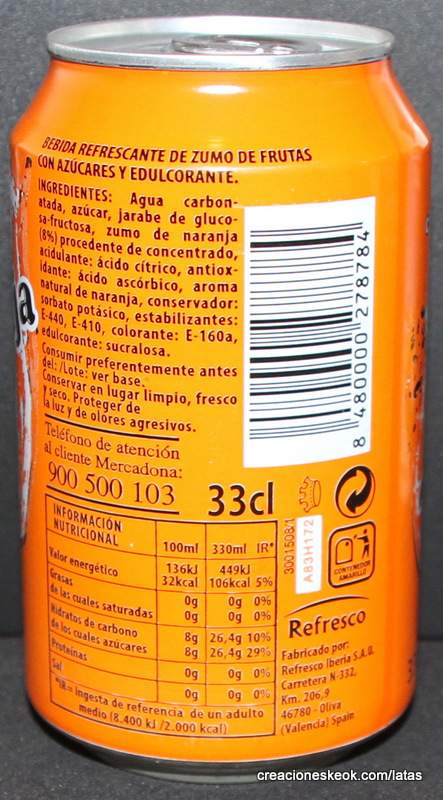 BEBIDA REFRESCANTE DE ZUMO DE FRUTAS
CON AZÚCARES Y EDULCORANTE.
INGREDIENTES: Agua carbon-
atada, azúcar, jarabe de gluco-
sa-fructosa, zumo de naranja
(8%) procedente de concentrado,
acidulante: ácido cítrico, antiox-
idante: ácido ascórbico, aroma
natural de naranja, conservador:
sorbato potásico, estabilizantes:
E-440, E-410, colorante: E-160a,
edulcorante: sucralosa.
Consumir preferentemente antes
del: /Lote: ver base.
Conservar en lugar limpio, fresco
y seco. Proteger de
la luz y de olores agresivos.
Teléfono de atención
al cliente Mercadona:
900 500 103
33cl
8 480000 278784
INFORMACIÓN
NUTRICIONAL
100ml 330ml IR*
Valor energético 136kJ 449kJ
32kcal 106kcal 5%
Grasas 0g 0g 0%
de las cuales saturadas 0g 0g 0%
Hidratos de carbono 8g 26,4g 10%
de los cuales azúcares 8g 26,4g 29%
Proteínas 0g 0g 0%
Sal 0g 0g 0%
*IR= ingesta de referencia de un adulto
medio (8.400 kJ /2.000 kcal)
30015081
A83H172
CONTENEDOR
AMARILLO
Refresco
Fabricado por:
Refresco Iberia S.A.U.
Carretera N-332,
Km. 206,9
46780 - Oliva
(Valencia) Spain
creacioneskeok.com/latas